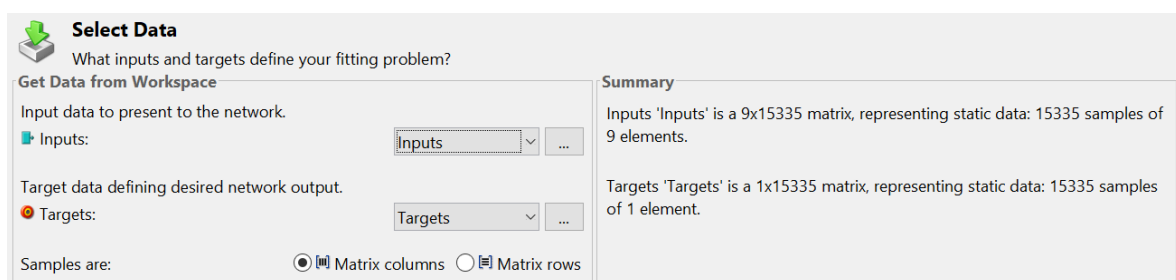 Select Data
What inputs and targets define your fitting problem?
Get Data from Workspace
Input data to present to the network.
Inputs:
Inputs
...
Target data defining desired network output.
Targets:
Targets
...
Samples are:
Matrix columns
Matrix rows
Summary
Inputs 'Inputs' is a 9x15335 matrix, representing static data: 15335 samples of
9 elements.
Targets 'Targets' is a 1x15335 matrix, representing static data: 15335 samples
of 1 element.